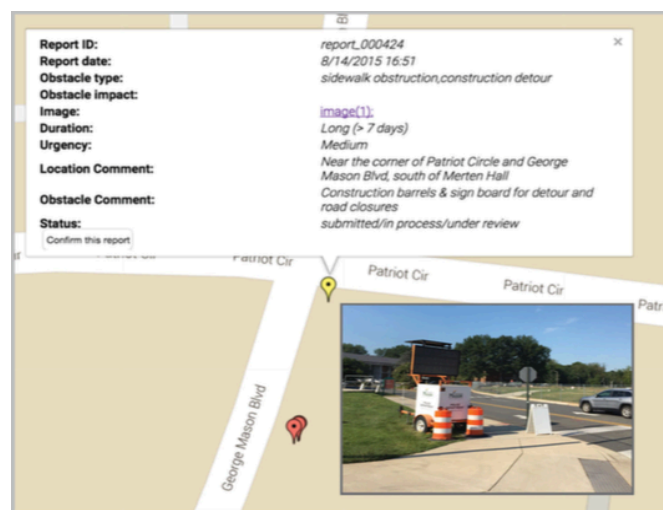 Report ID: report_000424
Report date: 8/14/2015 16:51
Obstacle type: sidewalk obstruction,construction detour
Obstacle impact:
Image: image(1);
Duration: Long (> 7 days)
Urgency: Medium
Location Comment: Near the corner of Patriot Circle and George
Mason Blvd, south of Merten Hall
Obstacle Comment: Construction barrels & sign board for detour and
road closures
Status: submitted/in process/under review
Confirm this report
Patriot Cir
Patriot Cir
Patriot Cir
George Mason Blvd